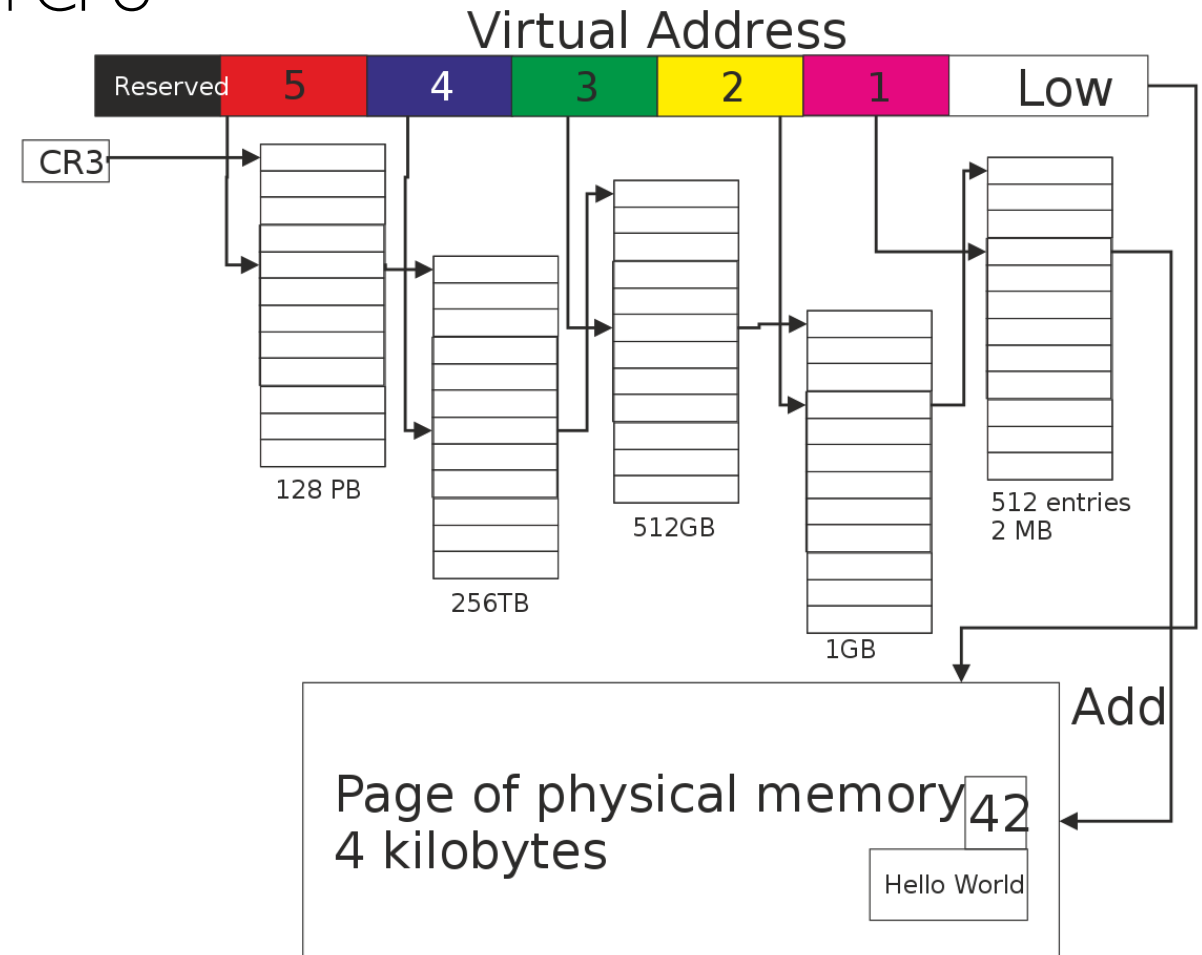 Virtual Address
Reserved 5 4 3 2 1 Low
CR3
128 PB
256TB
512GB
1GB
512 entries
2 MB
Add
Page of physical memory
4 kilobytes
42
Hello World